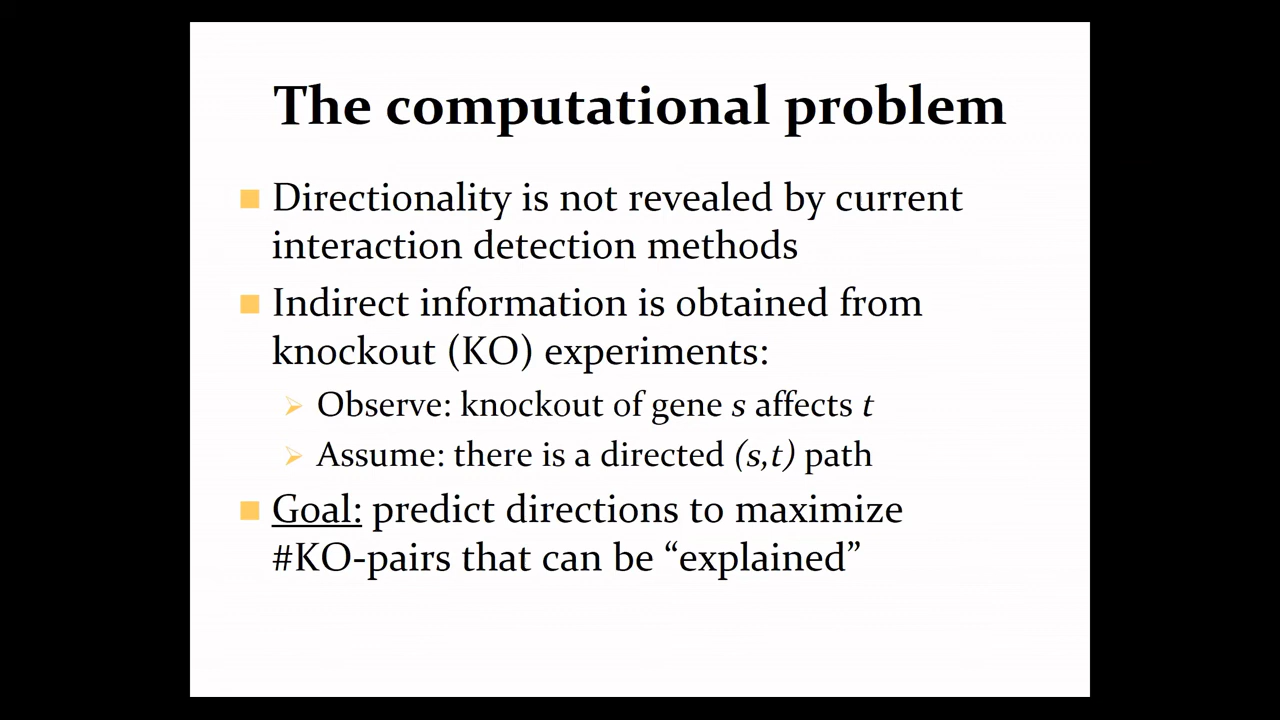 The computational problem
Directionality is not revealed by current
interaction detection methods
Indirect information is obtained from
knockout (KO) experiments:
Observe: knockout of gene s affects t
Assume: there is a directed (s,t) path
Goal: predict directions to maximize
#KO-pairs that can be “explained”